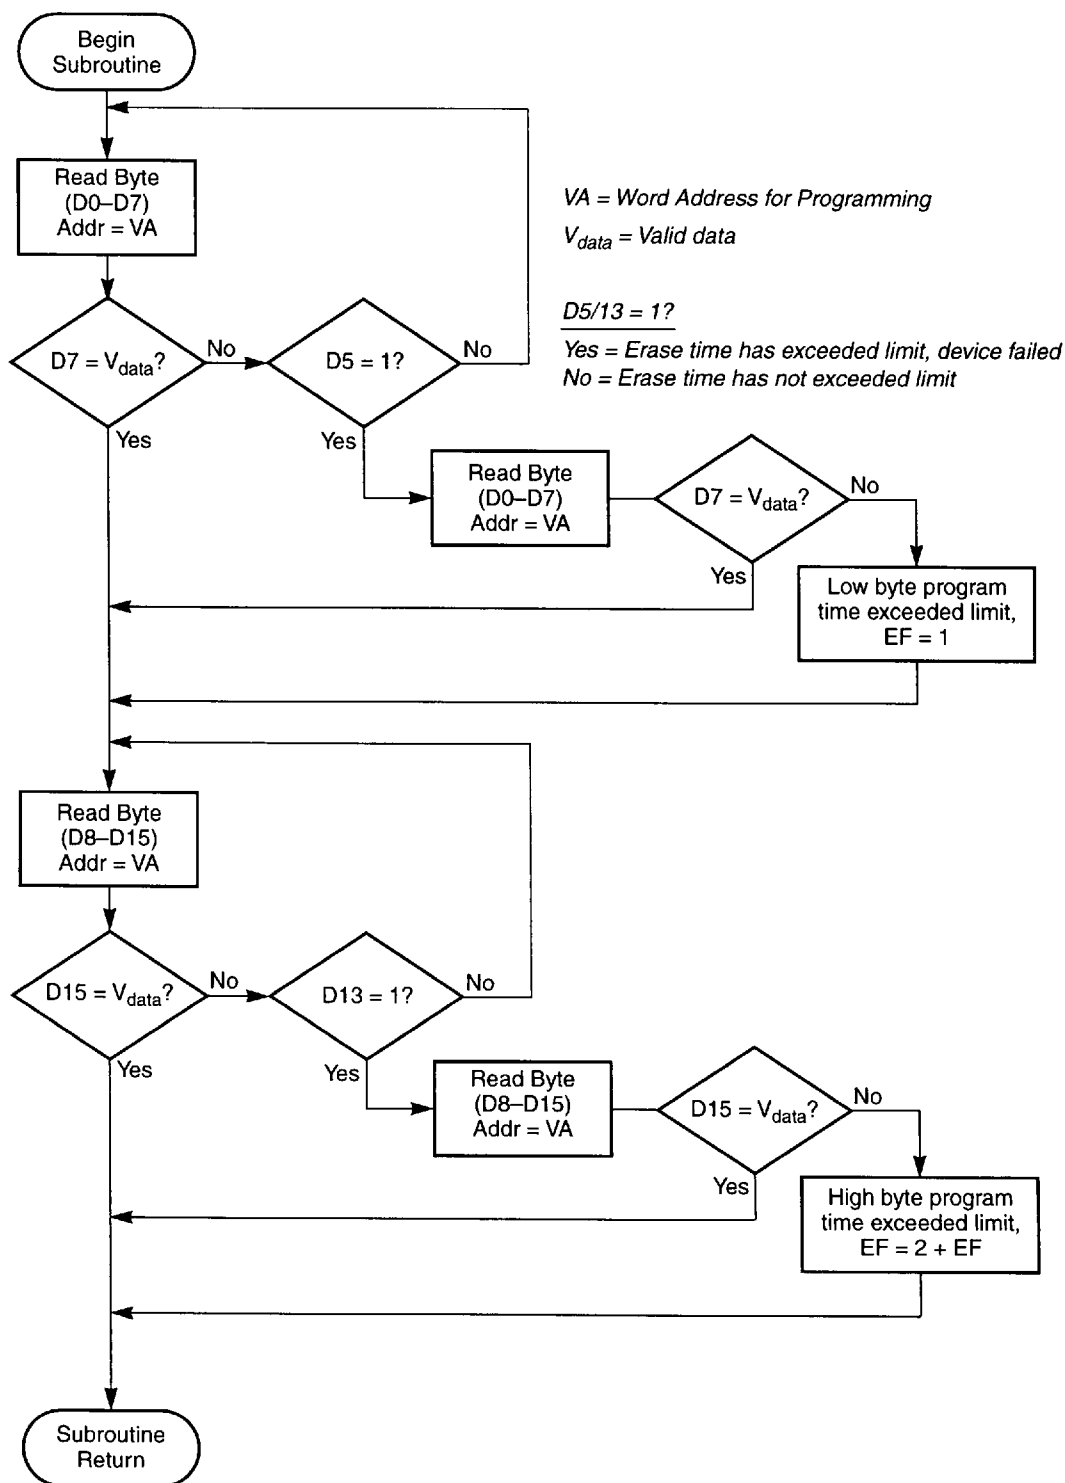 Begin
Subroutine
Read Byte
(D0–D7)
Addr = VA
VA = Word Address for Programming
Vdata = Valid data
D5/13 = 1?
Yes = Erase time has exceeded limit, device failed
No = Erase time has not exceeded limit
D7 = Vdata?
No
D5 = 1?
No
Yes
Yes
Read Byte
(D0–D7)
Addr = VA
D7 = Vdata?
No
Yes
Low byte program
time exceeded limit,
EF = 1
Read Byte
(D8–D15)
Addr = VA
D15 = Vdata?
No
D13 = 1?
No
Yes
Yes
Read Byte
(D8–D15)
Addr = VA
D15 = Vdata?
No
Yes
High byte program
time exceeded limit,
EF = 2 + EF
Subroutine
Return